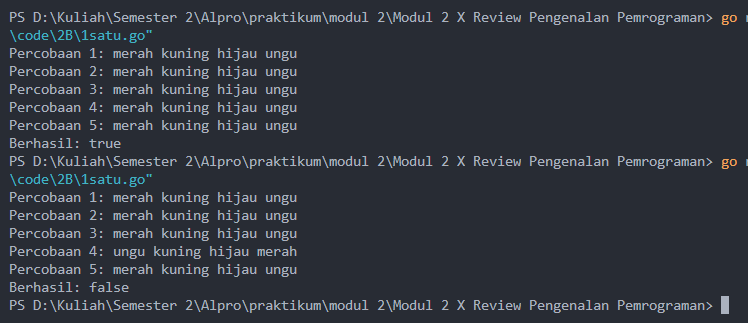 PS D:\Kuliah\Semester 2\Alpro\praktikum\modul 2\Modul 2 X Review Pengenalan Pemrograman> go
\code\2B\1satu.go"
Percobaan 1: merah kuning hijau ungu
Percobaan 2: merah kuning hijau ungu
Percobaan 3: merah kuning hijau ungu
Percobaan 4: merah kuning hijau ungu
Percobaan 5: merah kuning hijau ungu
Berhasil: true
PS D:\Kuliah\Semester 2\Alpro\praktikum\modul 2\Modul 2 X Review Pengenalan Pemrograman> go
\code\2B\1satu.go"
Percobaan 1: merah kuning hijau ungu
Percobaan 2: merah kuning hijau ungu
Percobaan 3: merah kuning hijau ungu
Percobaan 4: ungu kuning hijau merah
Percobaan 5: merah kuning hijau ungu
Berhasil: false
PS D:\Kuliah\Semester 2\Alpro\praktikum\modul 2\Modul 2 X Review Pengenalan Pemrograman>